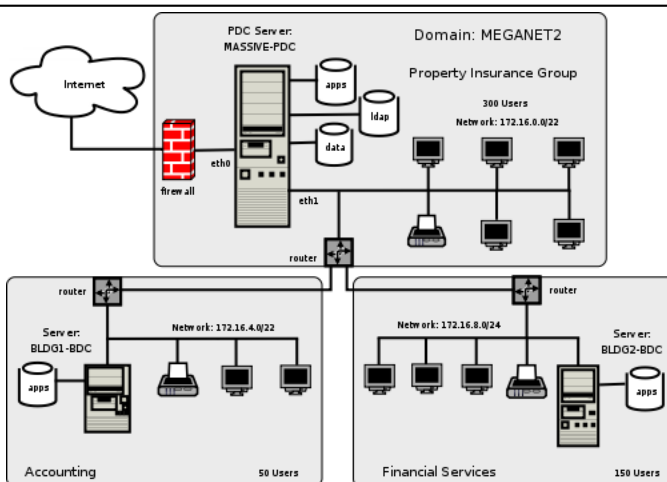 PDC Server:
MASSIVE-PDC
Domain: MEGANET2
Property Insurance Group
Internet
apps
ldap
data
300 Users
Network: 172.16.0.0/22
firewall
eth0
eth1
router
router
router
Network: 172.16.4.0/22
Server:
BLDG1-BDC
apps
Accounting
50 Users
Network: 172.16.8.0/24
Server:
BLDG2-BDC
apps
Financial Services
150 Users